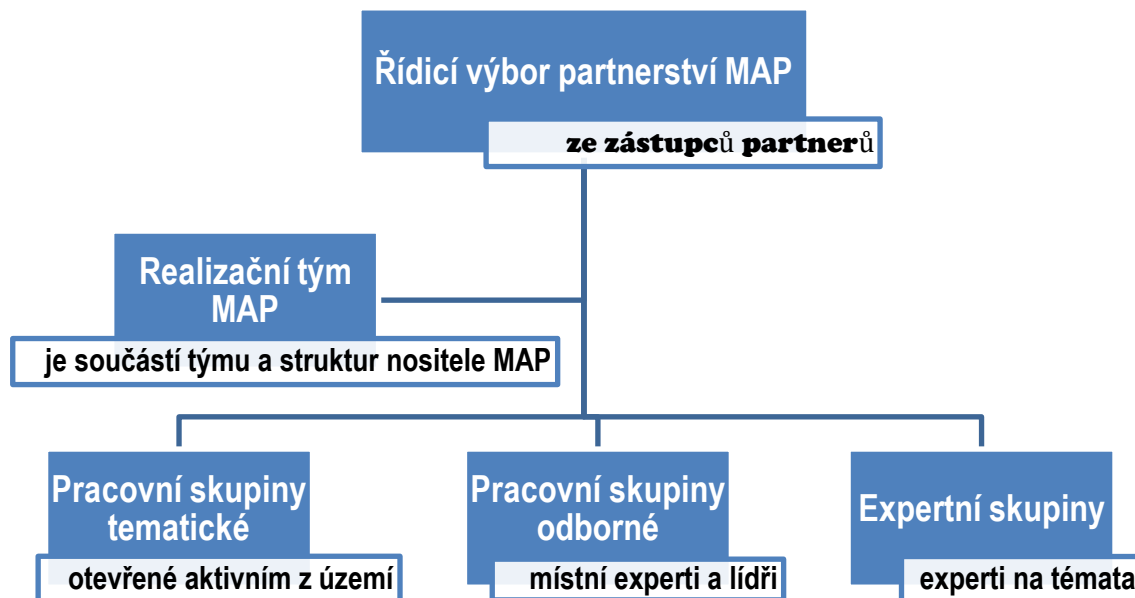 Řídicí výbor partnerství MAP
ze zástupců partnerů
Realizační tým
MAP
je součástí týmu a struktur nositele MAP
Pracovní skupiny
tematické
otevřené aktivním z území
Pracovní skupiny
odborné
místní experti a lídři
Expertní skupiny
experti na témata